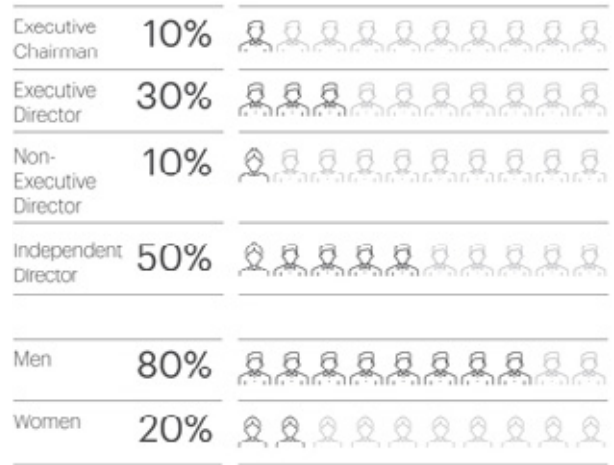 Executive
Chairman
10%
Executive
Director
30%
Non-
Executive
Director
10%
Independent
Director
50%
Men
80%
Women
20%